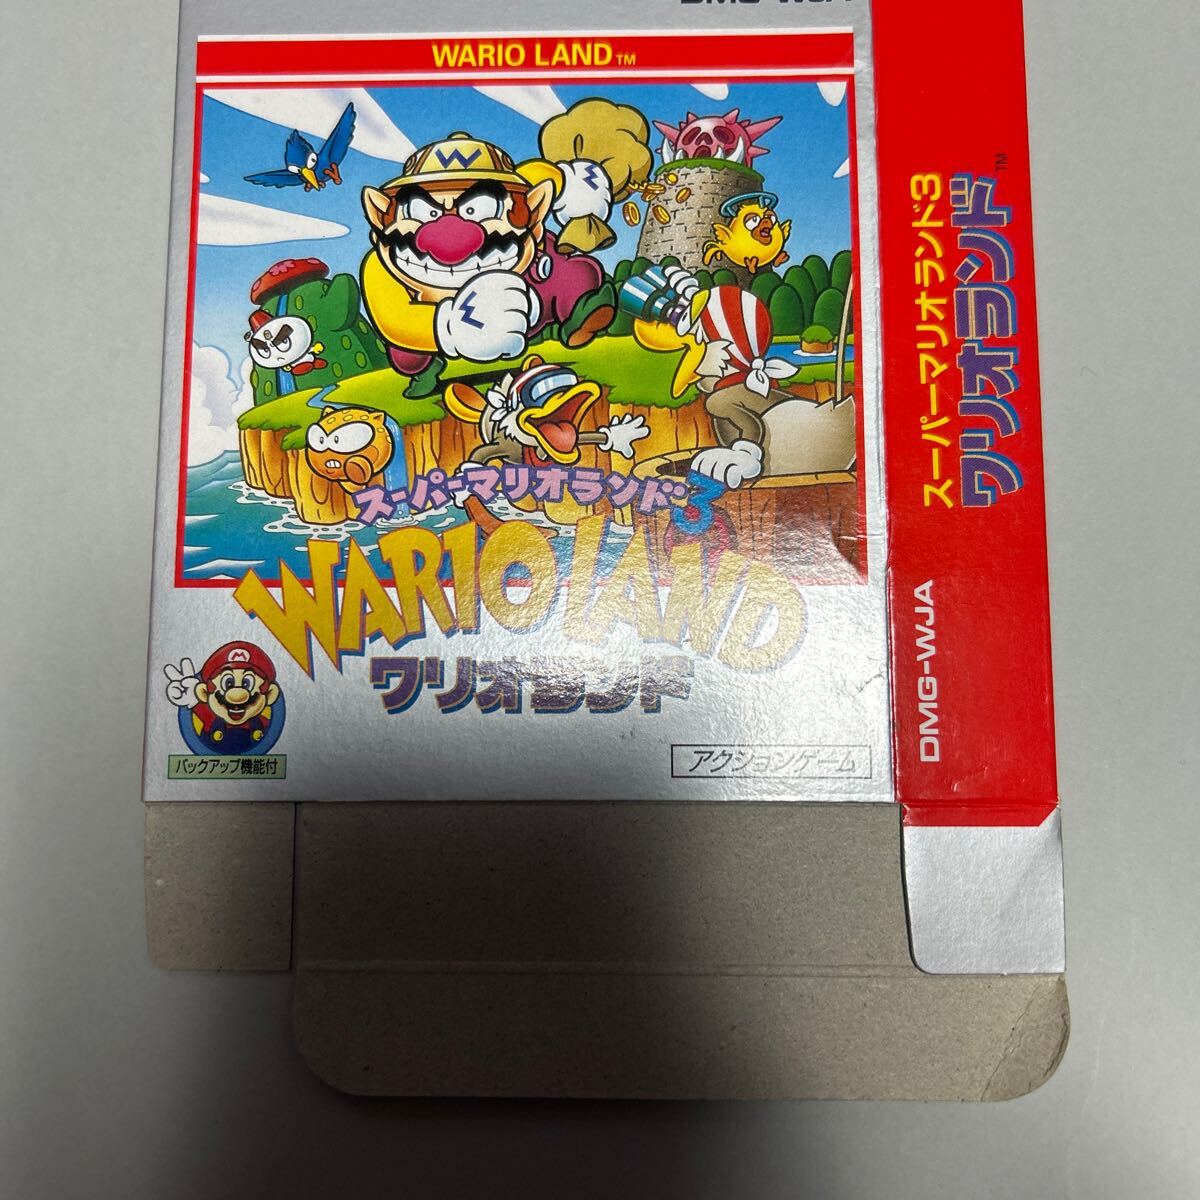 DMG-WJA
WARIO LAND™
W
スーパーマリオランド3
WARIO LAND
ワリオランド
M
バックアップ機能付
アクションゲーム
スーパーマリオランド3
ワリオランド™
DMG-WJA